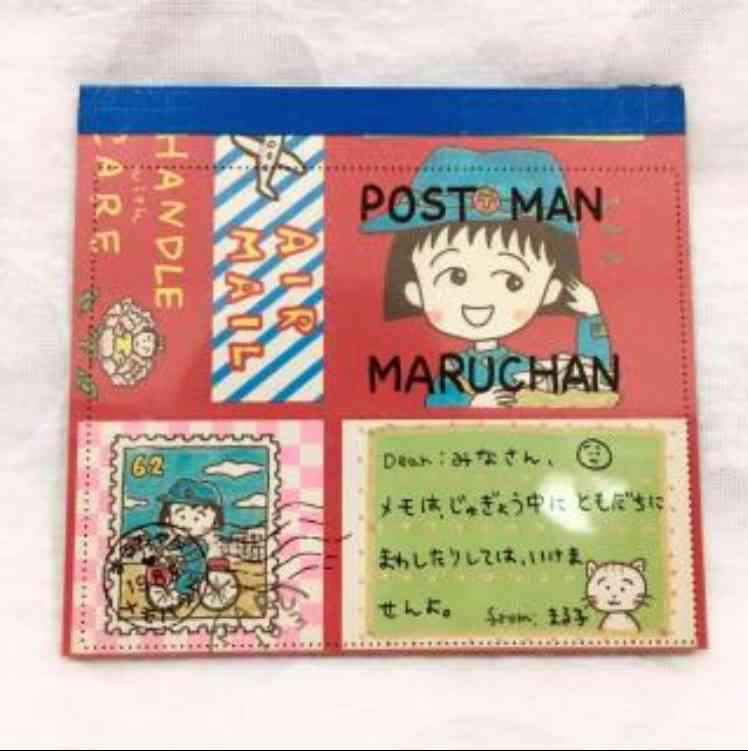 HANDLE
with
CARE
AIR
MAIL
POST MAN
MARUCHAN
62
Dear:みなさん、
メモは、じゅぎょう中に ともだちに
まわしたりしては、いけま
せんよ。 from, まる子